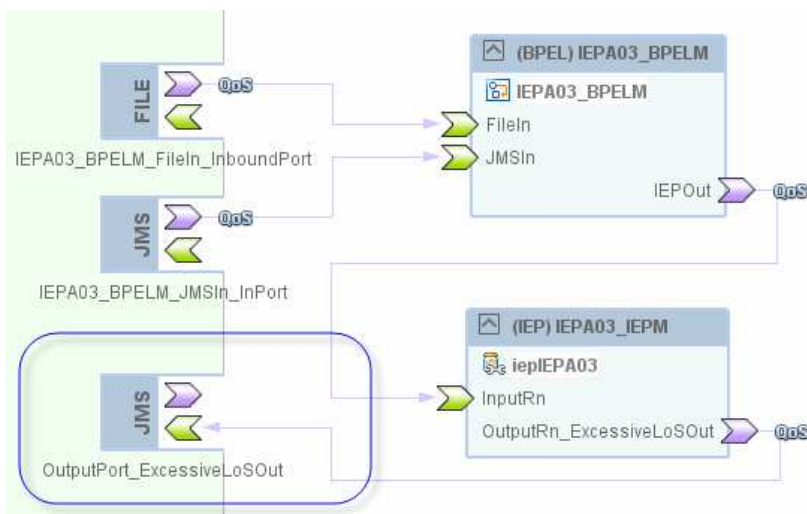 (BPEL) IEPA03_BPELM
IEPA03_BPELM
FILE
QoS
FileIn
IEPA03_BPELM_FileIn_InboundPort
JMSIn
IEPOut
QoS
JMS
QoS
IEPA03_BPELM_JMSIn_InPort
(IEP) IEPA03_IEPM
iepIEPA03
JMS
InputRn
OutputRn_ExcessiveLoSOut
QoS
OutputPort_ExcessiveLoSOut